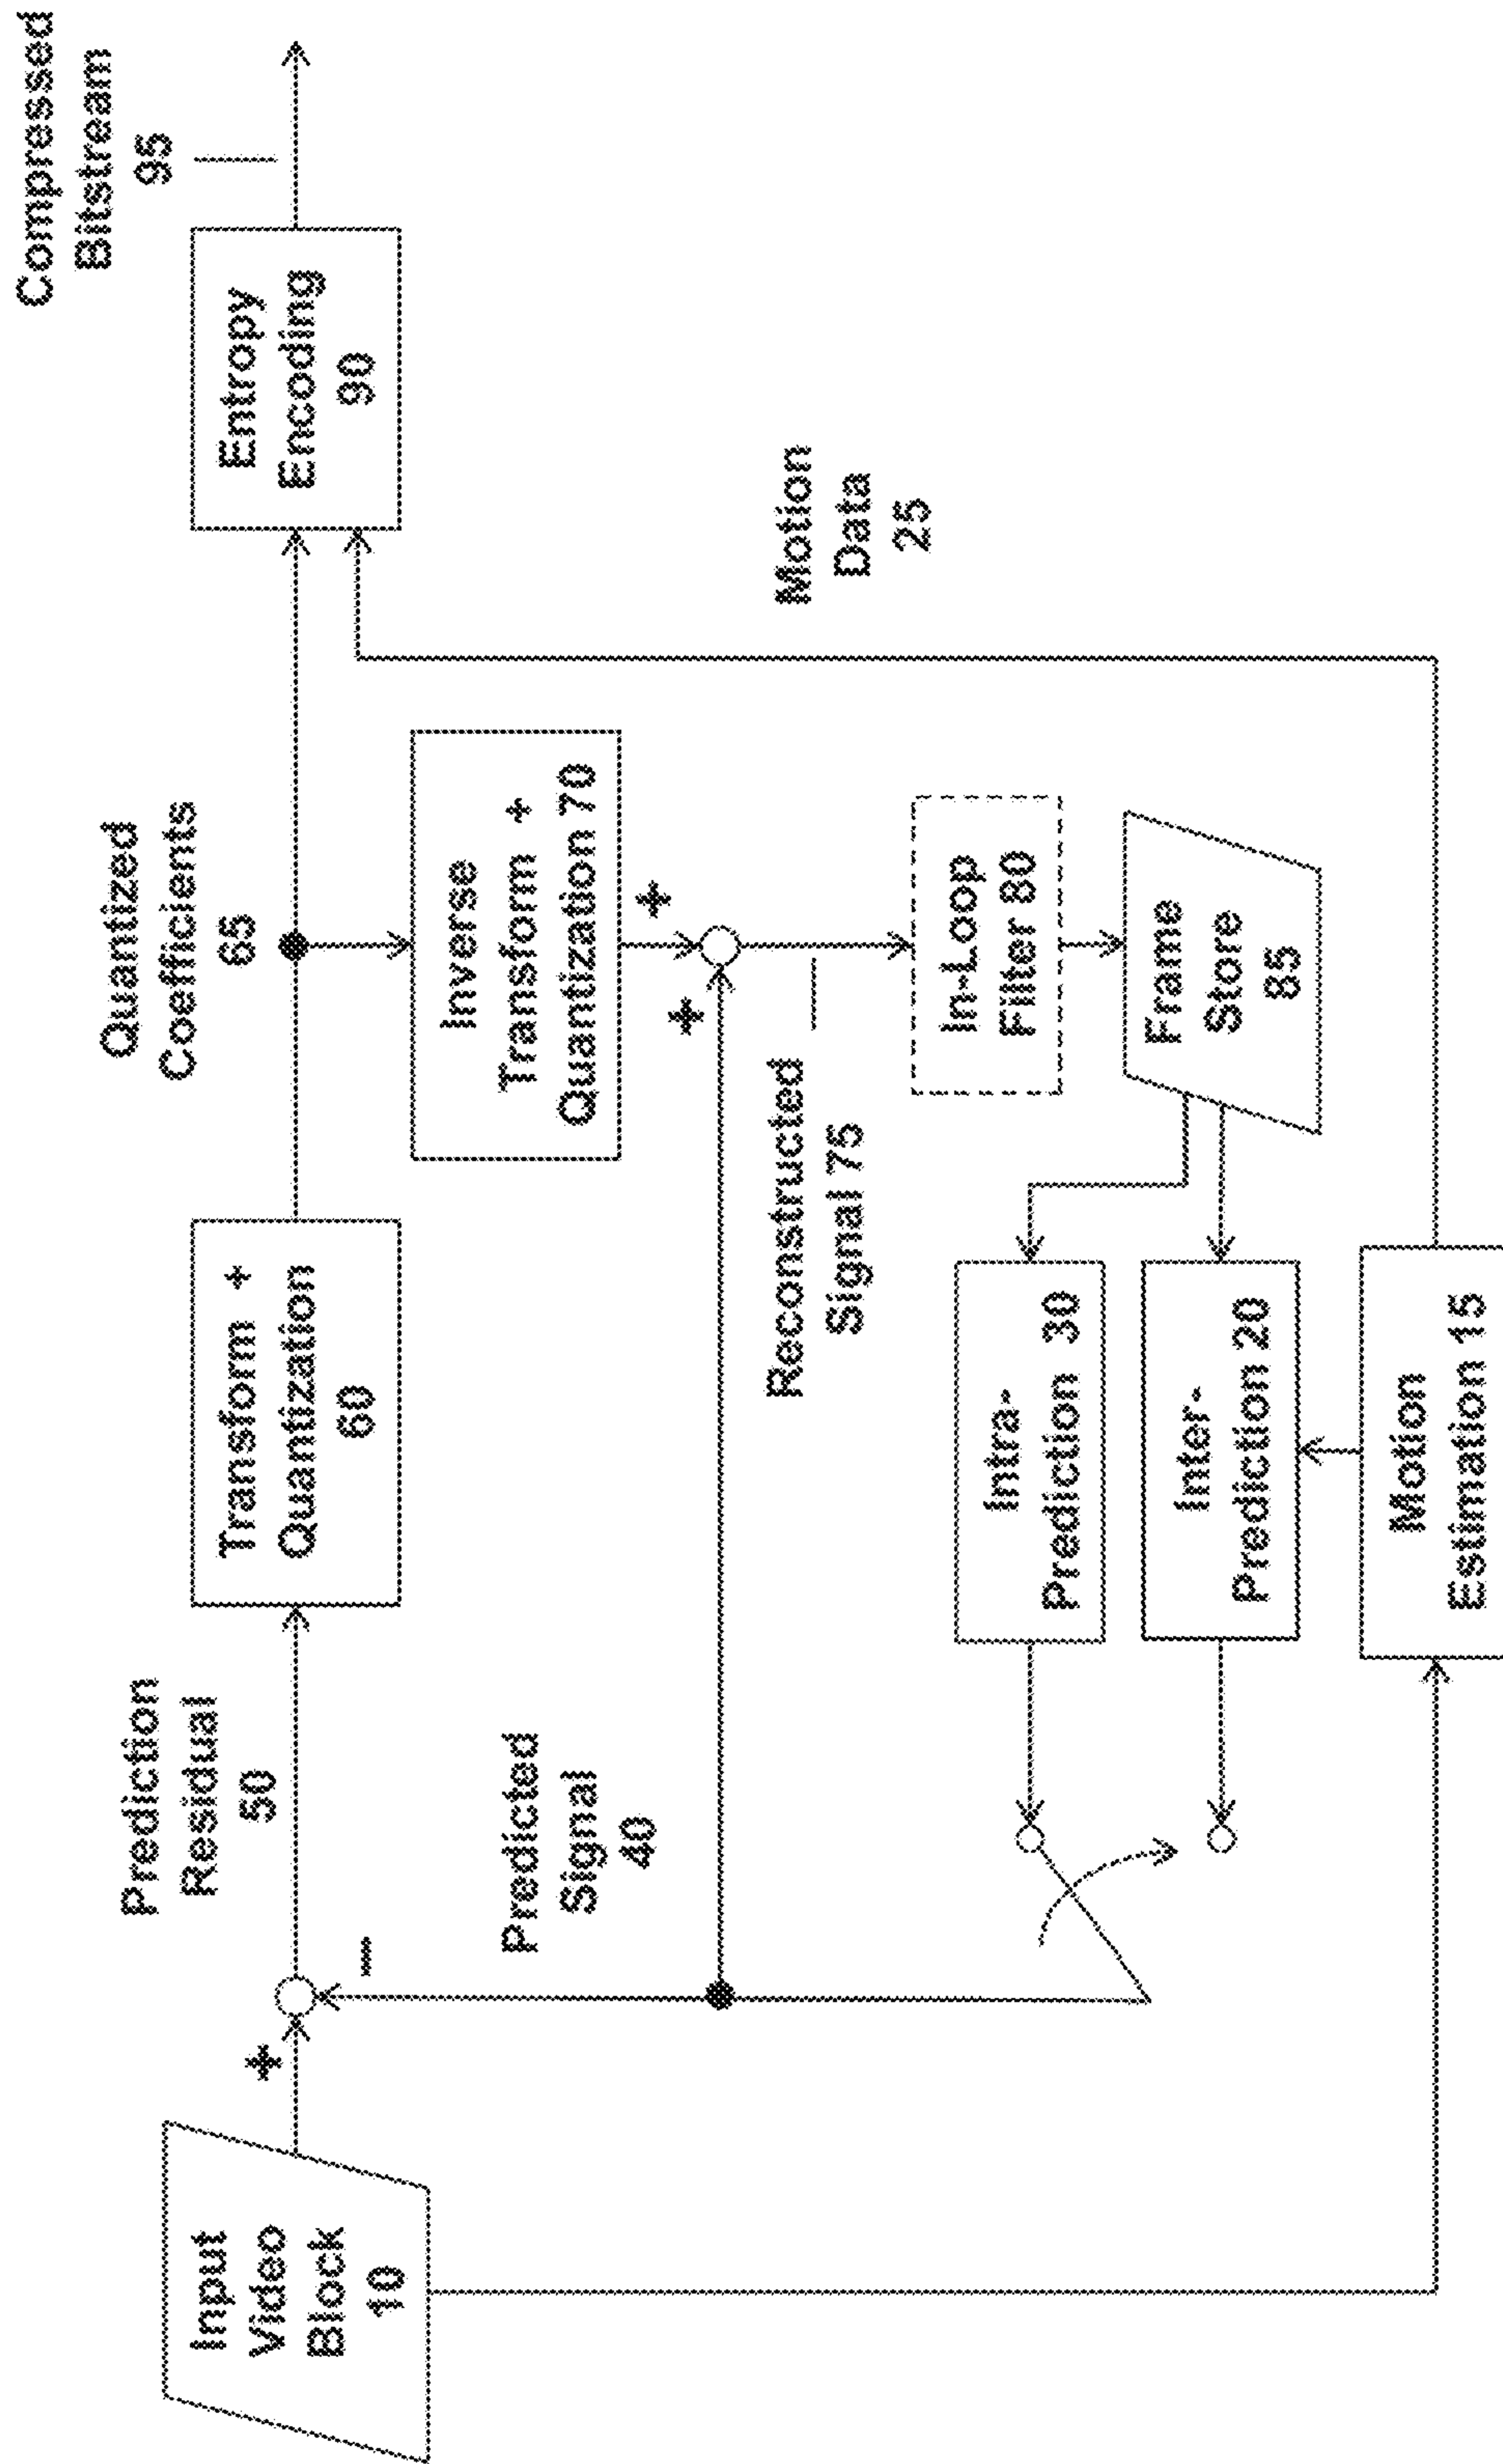 Input
Video
Block
10
+
−
Prediction
Residual
50
Transform +
Quantization
60
Quantized
Coefficients
65
Entropy
Encoding
90
Compressed
Bitstream
95
Predicted
Signal
40
Inverse
Transform +
Quantization 70
+
+
Reconstructed
Signal 75
In-Loop
Filter 80
Frame
Store
85
Motion
Data
25
Intra-
Prediction 30
Inter-
Prediction 20
Motion
Estimation 15